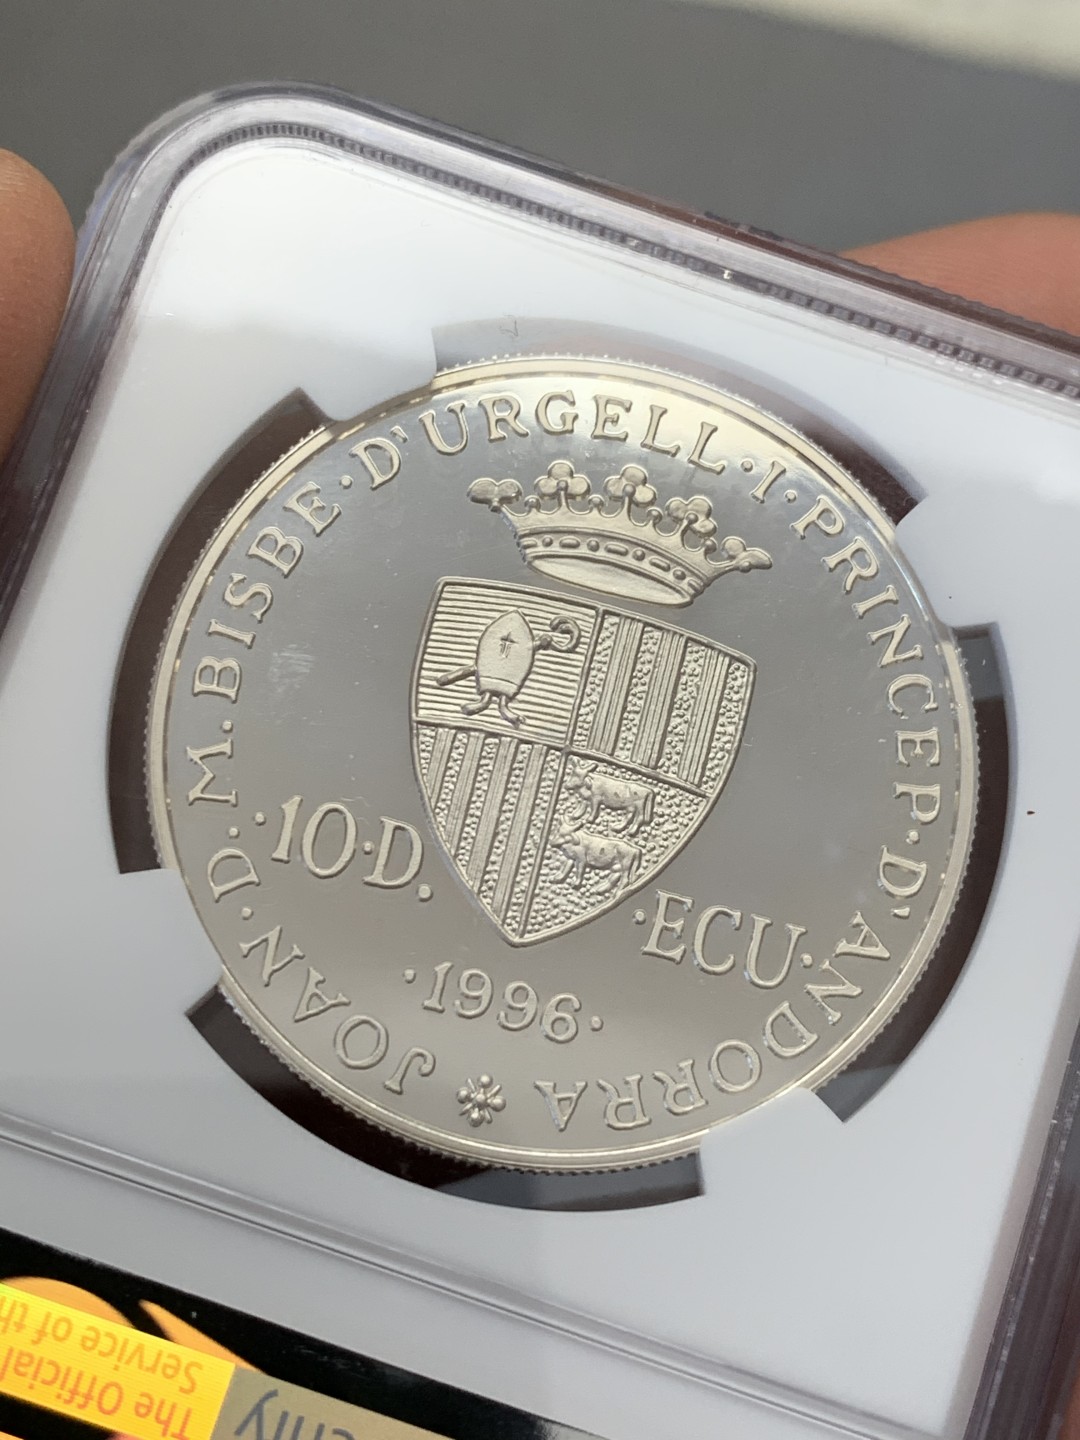 JOAN·D·M·BISBE·D'URGELL·I·PRINCEP·D'ANDORRA
·10·D.
·ECU·
·1996·
The Official
Service of th